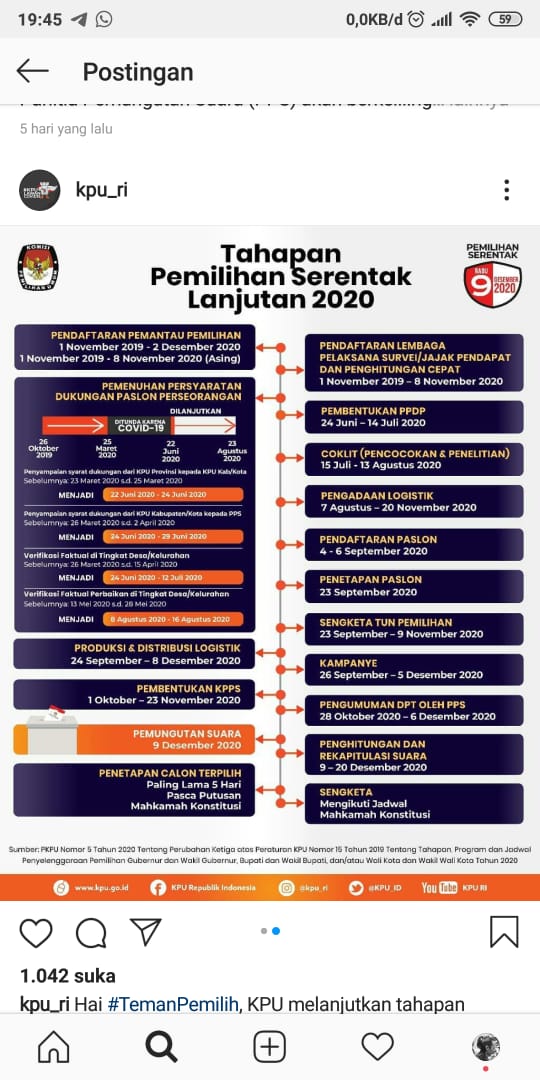 19:45
0,0KB/d
59
Postingan
5 hari yang lalu
kpu_ri
KOMISI
PEMILIHAN UMUM
Tahapan
Pemilihan Serentak
Lanjutan 2020
PEMILIHAN
SERENTAK
RABU
9
DESEMBER
2020
PENDAFTARAN PEMANTAU PEMILIHAN
1 November 2019 - 2 Desember 2020
1 November 2019 - 8 November 2020 (Asing)
PEMENUHAN PERSYARATAN
DUKUNGAN PASLON PERSEORANGAN
DILANJUTKAN
DITUNDA KARENA
COVID-19
26
Oktober
2019
25
Maret
2020
22
Juni
2020
23
Agustus
2020
Penyampaian syarat dukungan dari KPU Provinsi kepada KPU Kab/Kota
Sebelumnya: 23 Maret 2020 s.d. 25 Maret 2020
MENJADI
22 Juni 2020 - 24 Juni 2020
Penyampaian syarat dukungan dari KPU Kabupaten/Kota kepada PPS
Sebelumnya: 26 Maret 2020 s.d. 2 April 2020
MENJADI
24 Juni 2020 - 29 Juni 2020
Verifikasi Faktual di Tingkat Desa/Kelurahan
Sebelumnya: 26 Maret 2020 s.d. 15 April 2020
MENJADI
24 Juni 2020 - 12 Juli 2020
Verifikasi Faktual Perbaikan di Tingkat Desa/Kelurahan
Sebelumnya: 13 Mei 2020 s.d. 28 Mei 2020
MENJADI
8 Agustus 2020 - 16 Agustus 2020
PRODUKSI & DISTRIBUSI LOGISTIK
24 September – 8 Desember 2020
PEMBENTUKAN KPPS
1 Oktober – 23 November 2020
PEMUNGUTAN SUARA
9 Desember 2020
PENETAPAN CALON TERPILIH
Paling Lama 5 Hari
Pasca Putusan
Mahkamah Konstitusi
PENDAFTARAN LEMBAGA
PELAKSANA SURVEI/JAJAK PENDAPAT
DAN PENGHITUNGAN CEPAT
1 November 2019 – 8 November 2020
PEMBENTUKAN PPDP
24 Juni – 14 Juli 2020
COKLIT (PENCOCOKAN & PENELITIAN)
15 Juli - 13 Agustus 2020
PENGADAAN LOGISTIK
7 Agustus – 20 November 2020
PENDAFTARAN PASLON
4 - 6 September 2020
PENETAPAN PASLON
23 September 2020
SENGKETA TUN PEMILIHAN
23 September – 9 November 2020
KAMPANYE
26 September – 5 Desember 2020
PENGUMUMAN DPT OLEH PPS
28 Oktober 2020 – 6 Desember 2020
PENGHITUNGAN DAN
REKAPITULASI SUARA
9 – 20 Desember 2020
SENGKETA
Mengikuti Jadwal
Mahkamah Konstitusi
Sumber: PKPU Nomor 5 Tahun 2020 Tentang Perubahan Ketiga atas Peraturan KPU Nomor 15 Tahun 2019 Tentang Tahapan, Program dan Jadwal
Penyelenggaraan Pemilihan Gubernur dan Wakil Gubernur, Bupati dan Wakil Bupati, dan/atau Wali Kota dan Wakil Wali Kota Tahun 2020
www.kpu.go.id
KPU Republik Indonesia
@kpu_ri
@KPU_ID
YouTube KPU RI
1.042 suka
kpu_ri Hai #TemanPemilih, KPU melanjutkan tahapan